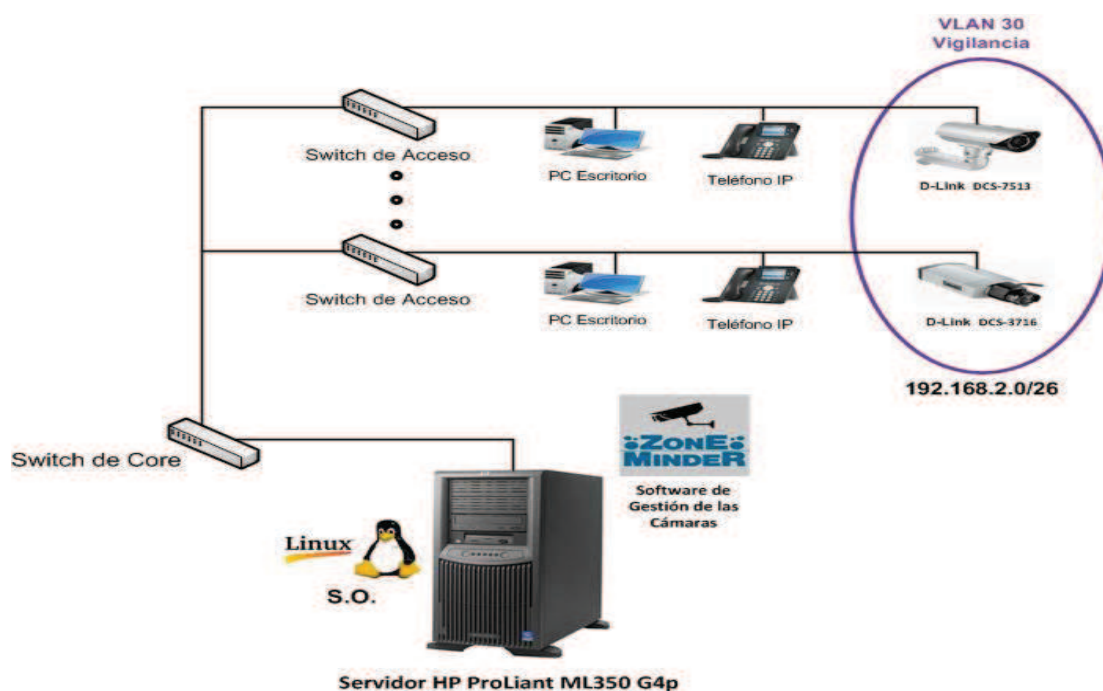 VLAN 30
Vigilancia
Switch de Acceso
PC Escritorio
Teléfono IP
D-Link DCS-7513
Switch de Acceso
PC Escritorio
Teléfono IP
D-Link DCS-3716
192.168.2.0/26
Switch de Core
ZONE
MINDER
Software de
Gestión de las
Cámaras
Linux
S.O.
Servidor HP ProLiant ML350 G4p